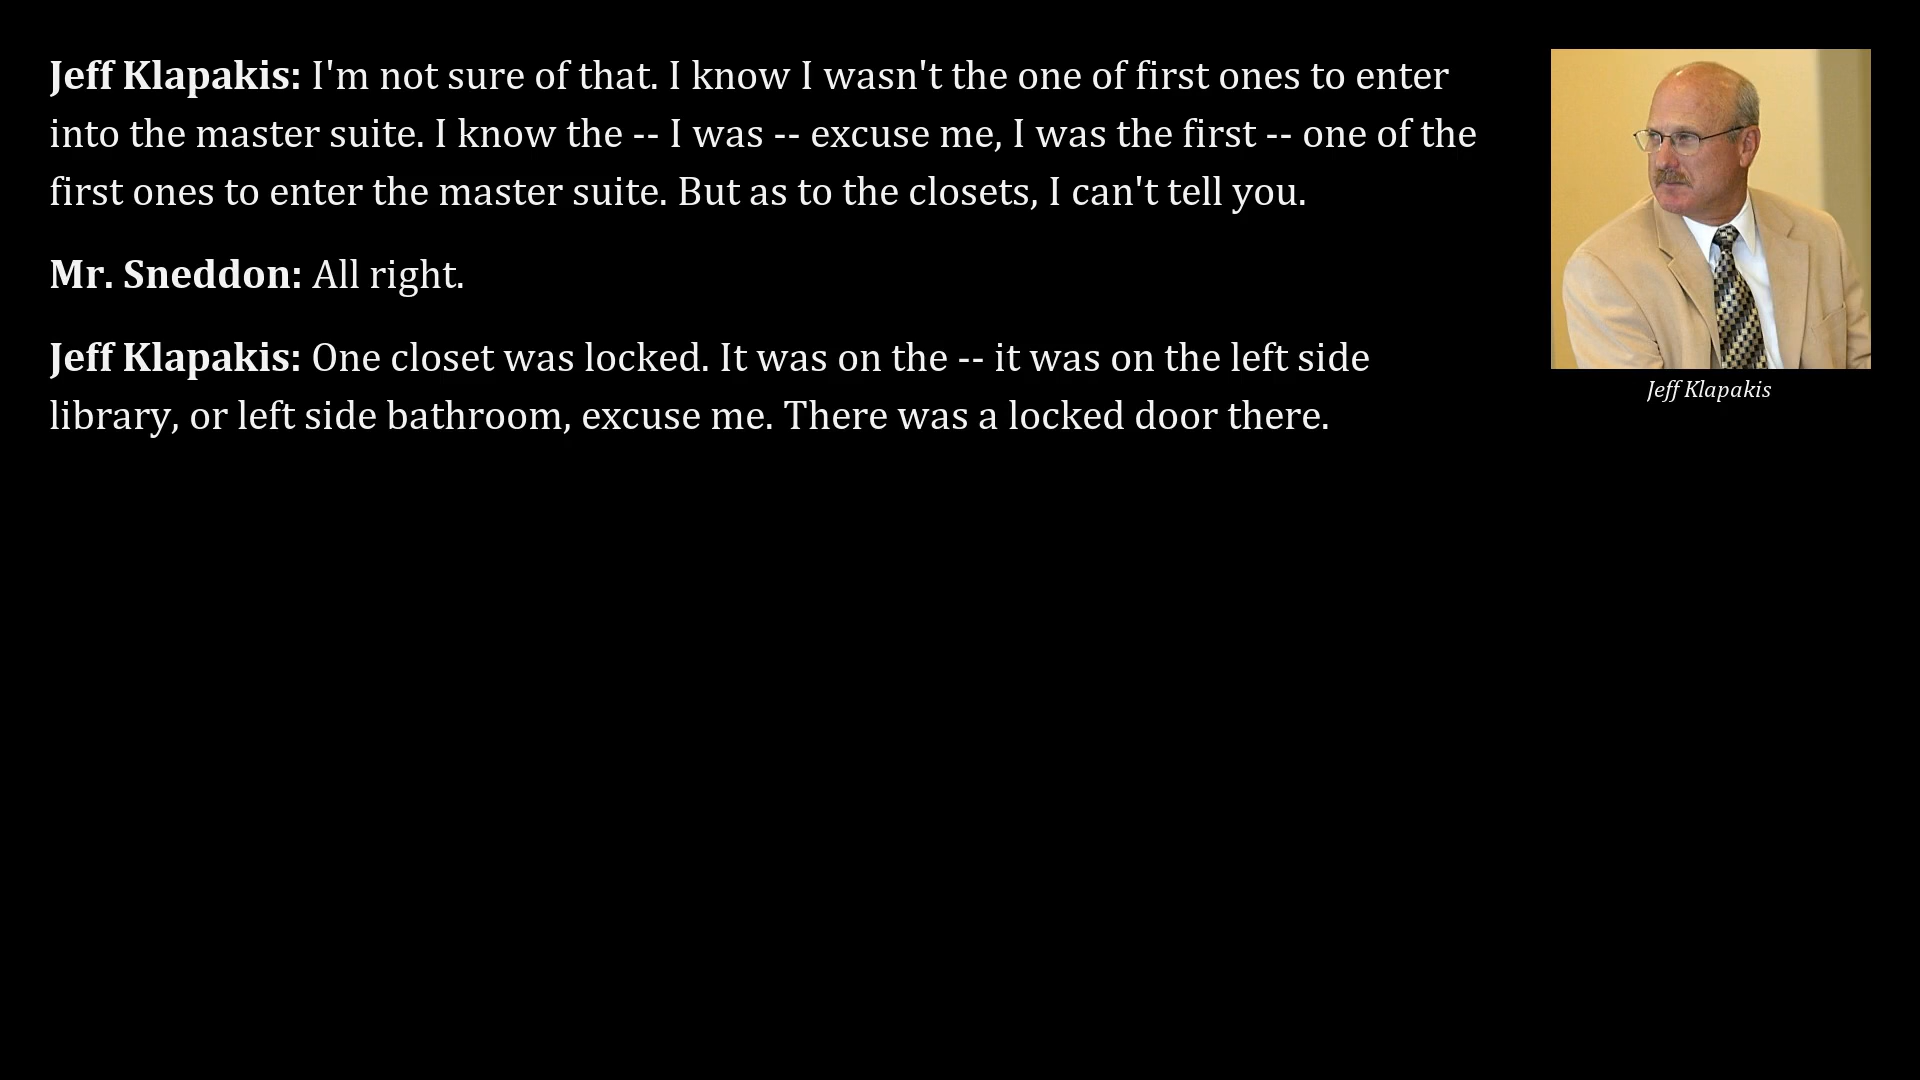 Jeff Klapakis: I'm not sure of that. I know I wasn't the one of first ones to enter
into the master suite. I know the -- I was -- excuse me, I was the first -- one of the
first ones to enter the master suite. But as to the closets, I can't tell you.
Mr. Sneddon: All right.
Jeff Klapakis: One closet was locked. It was on the -- it was on the left side
library, or left side bathroom, excuse me. There was a locked door there.
Jeff Klapakis